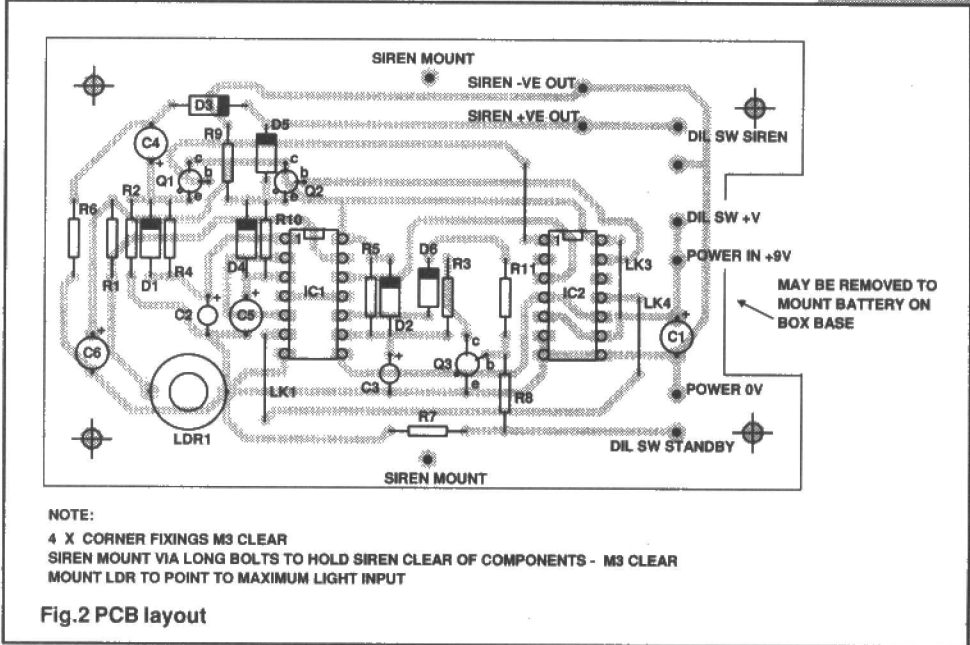 SIREN MOUNT
SIREN -VE OUT
D3
SIREN +VE OUT
D5
R9
DIL SW SIREN
C4
+
c
b
e
Q1
c
b
e
Q2
R6
R2
R10
DIL SW +V
1
R5
D6
R3
R11
1
LK3
POWER IN +9V
R1
D1
R4
D4
IC1
IC2
MAY BE REMOVED TO
MOUNT BATTERY ON
BOX BASE
LK4
+
C2
C5
+
D2
+
C1
+
C6
+
C3
c
Q3
b
e
LK1
R8
POWER 0V
LDR1
R7
DIL SW STANDBY
SIREN MOUNT
NOTE:
4 X CORNER FIXINGS M3 CLEAR
SIREN MOUNT VIA LONG BOLTS TO HOLD SIREN CLEAR OF COMPONENTS - M3 CLEAR
MOUNT LDR TO POINT TO MAXIMUM LIGHT INPUT
Fig.2 PCB layout